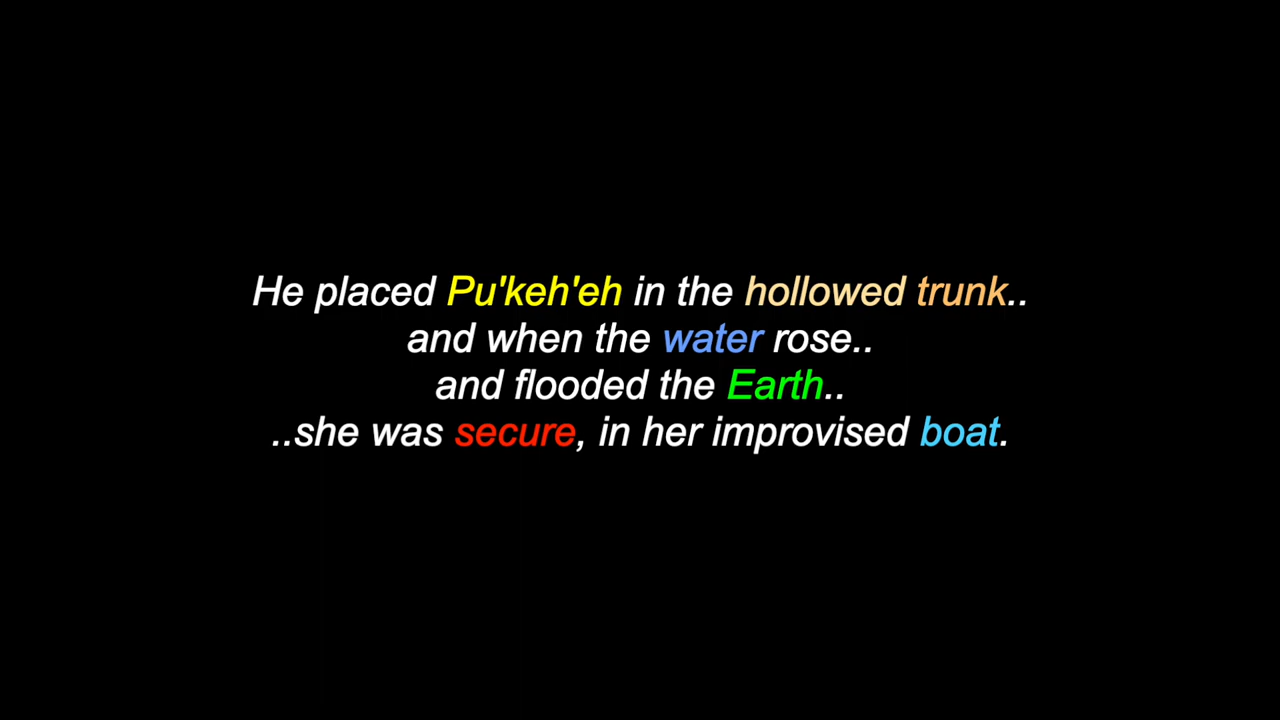 He placed Pu'keh'eh in the hollowed trunk..
and when the water rose..
and flooded the Earth..
..she was secure, in her improvised boat.